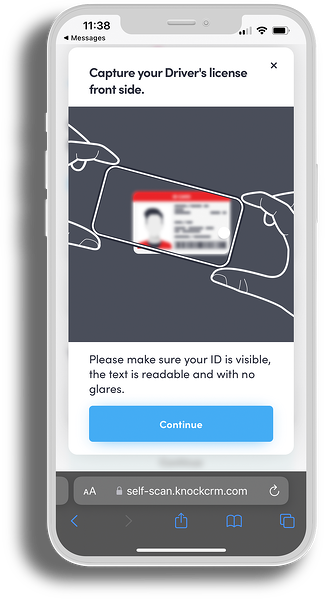 11:38
◀ Messages
Capture your Driver's license
front side.
×
Please make sure your ID is visible,
the text is readable and with no
glares.
Continue
AA self-scan.knockcrm.com